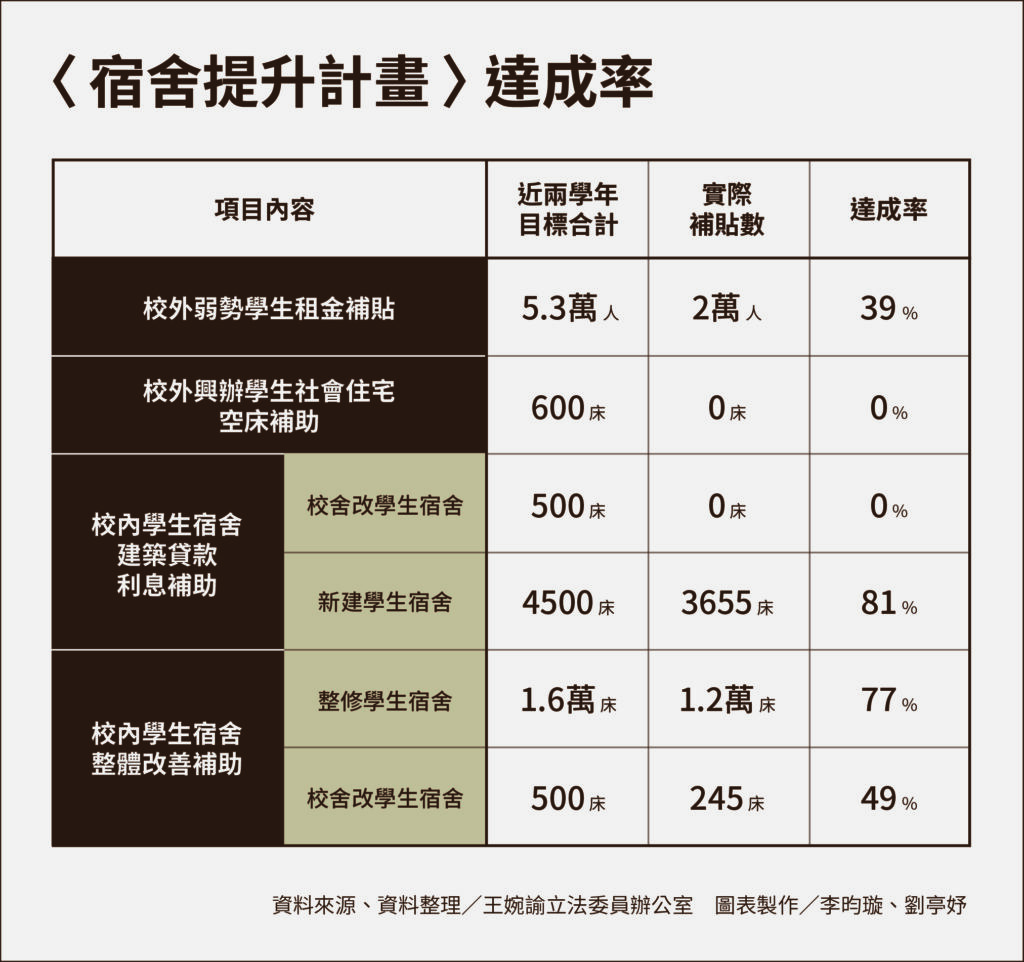 〈宿舍提升計畫〉達成率
項目內容
近兩學年
目標合計
實際
補貼數
達成率
校外弱勢學生租金補貼
5.3萬人
2萬人
39%
校外興辦學生社會住宅
空床補助
600床
0床
0%
校內學生宿舍
建築貸款
利息補助
校舍改學生宿舍
500床
0床
0%
新建學生宿舍
4500床
3655床
81%
校內學生宿舍
整體改善補助
整修學生宿舍
1.6萬床
1.2萬床
77%
校舍改學生宿舍
500床
245床
49%
資料來源、資料整理／王婉諭立法委員辦公室　圖表製作／李昀璇、劉亭妤